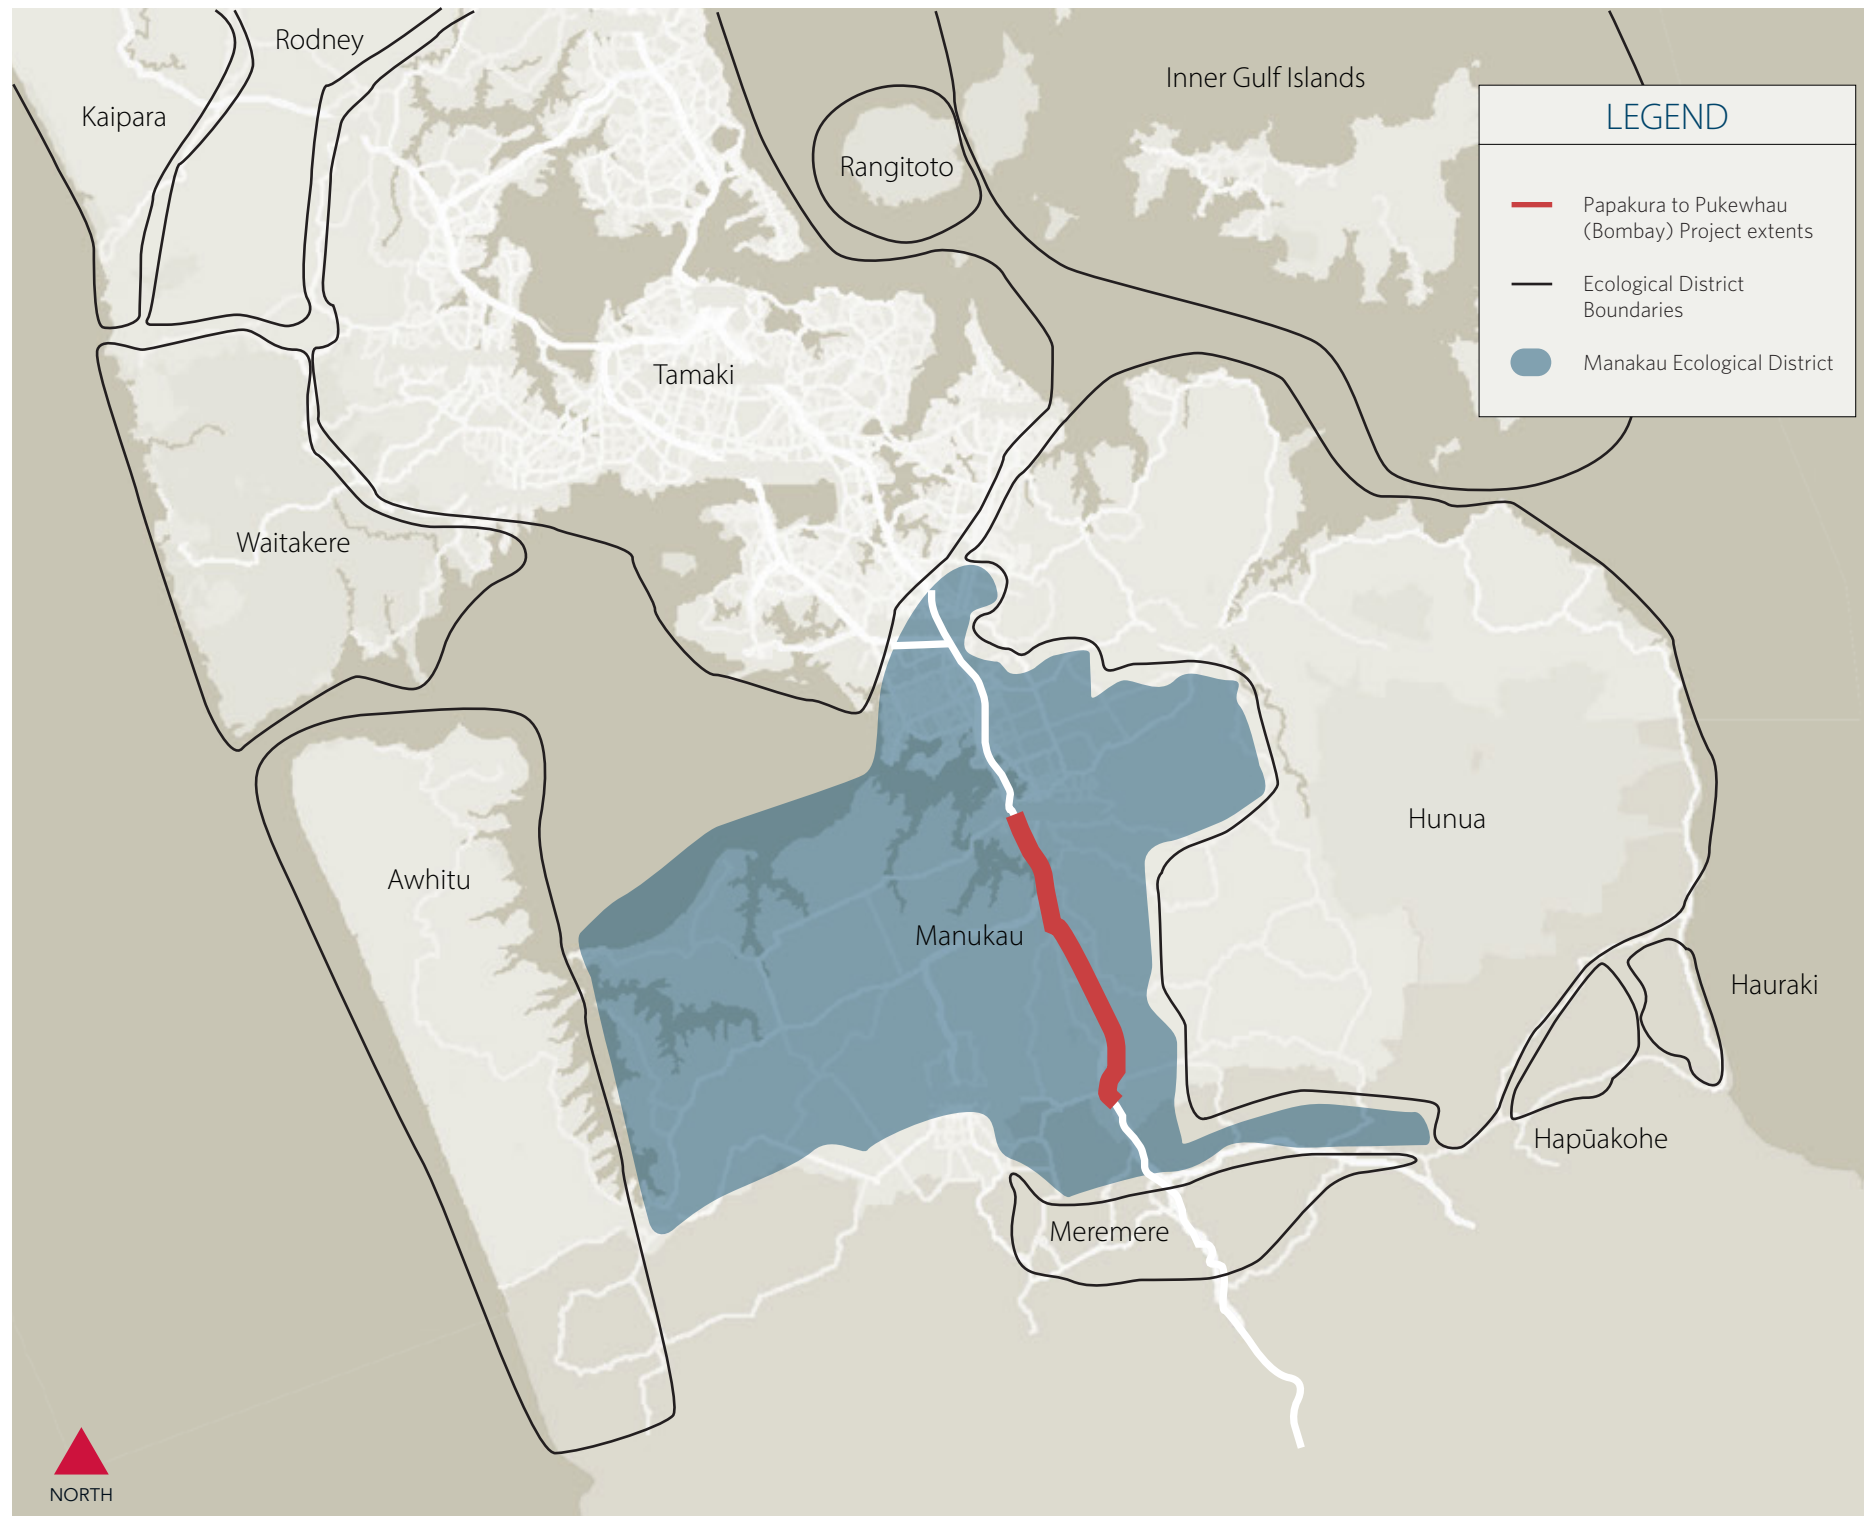 Rodney
Inner Gulf Islands
Kaipara
LEGEND
Rangitoto
Papakura to Pukewhau
(Bombay) Project extents
Ecological District
Boundaries
Manakau Ecological District
Tamaki
Waitakere
Hunua
Awhitu
Manukau
Hauraki
Hapūakohe
Meremere
NORTH